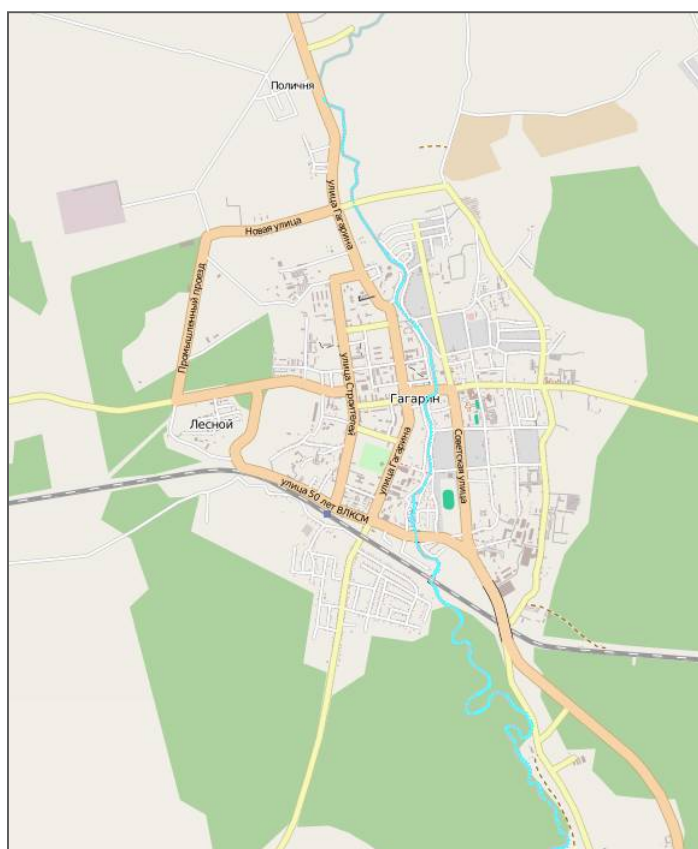 Поличня
улица Гагарина
Новая улица
Промышленный проезд
улица Строителей
Гагарин
Лесной
улица Гагарина
Советская улица
улица 50 лет ВЛКСМ